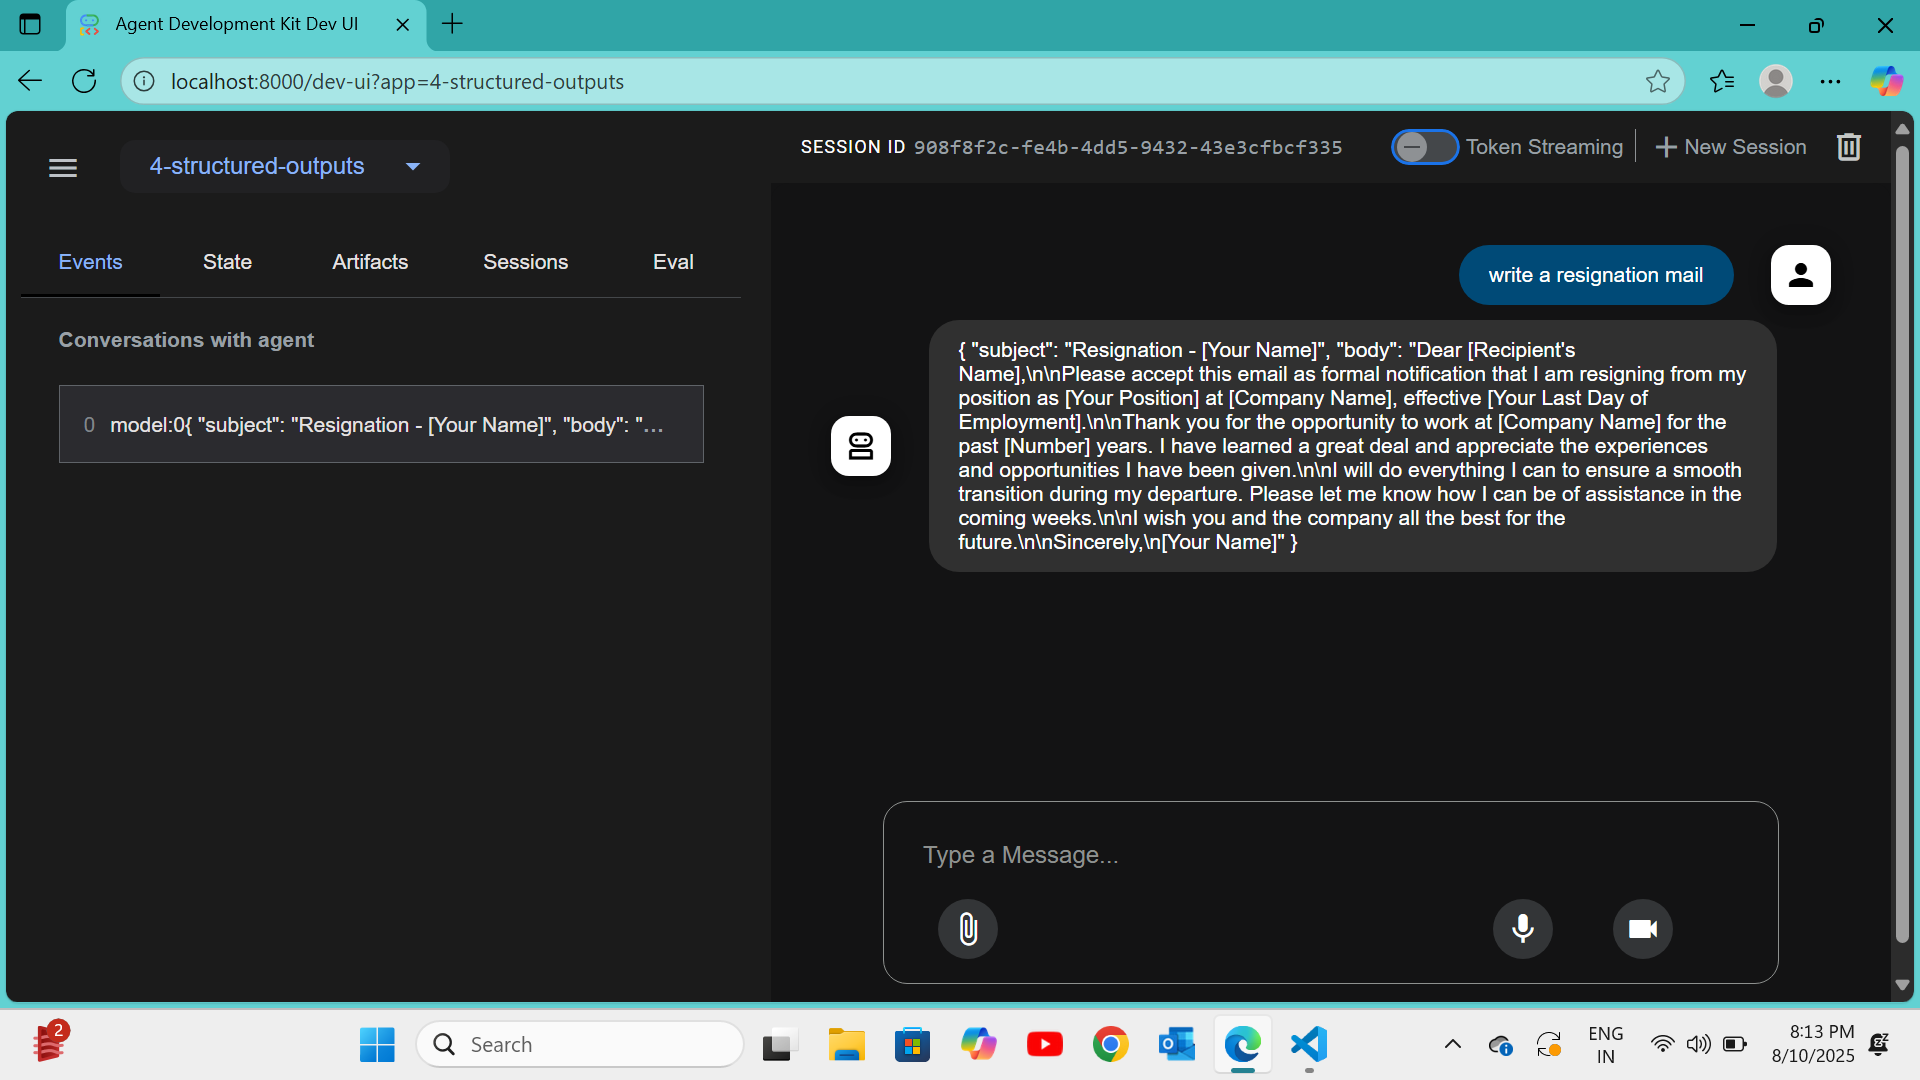 Agent Development Kit Dev UI
localhost:8000/dev-ui?app=4-structured-outputs
4-structured-outputs
SESSION ID 908f8f2c-fe4b-4dd5-9432-43e3cfbcf335
Token Streaming
New Session
Events
State
Artifacts
Sessions
Eval
Conversations with agent
0 model:0{ "subject": "Resignation - [Your Name]", "body": "...
write a resignation mail
{ "subject": "Resignation - [Your Name]", "body": "Dear [Recipient's
Name],\n\nPlease accept this email as formal notification that I am resigning from my
position as [Your Position] at [Company Name], effective [Your Last Day of
Employment].\n\nThank you for the opportunity to work at [Company Name] for the
past [Number] years. I have learned a great deal and appreciate the experiences
and opportunities I have been given.\n\nI will do everything I can to ensure a smooth
transition during my departure. Please let me know how I can be of assistance in the
coming weeks.\n\nI wish you and the company all the best for the
future.\n\nSincerely,\n[Your Name]" }
Type a Message...
2
Search
ENG
IN
8:13 PM
8/10/2025